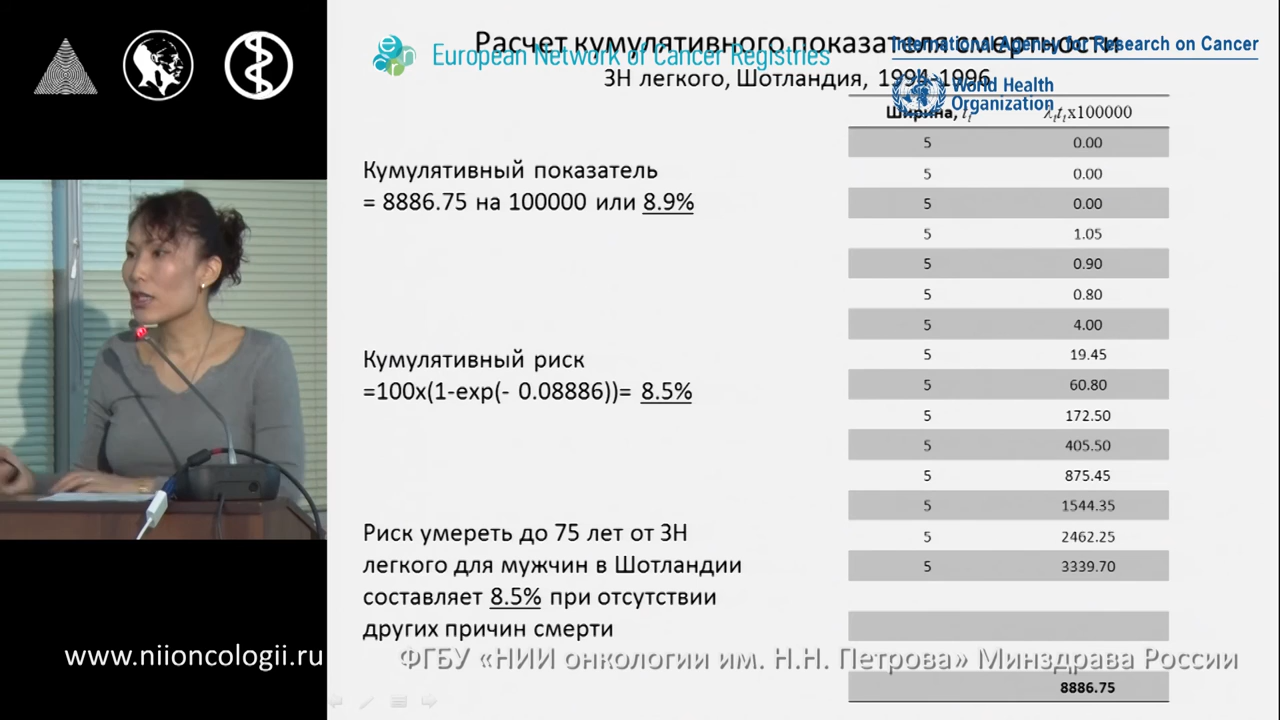 Расчет кумулятивного показателя смертности
European Network of Cancer Registries
International Agency for Research on Cancer
ЗН легкого, Шотландия, 1994-1996
World Health
Organization
Ширина, tᵢ λᵢtᵢx100000
5 0.00
5 0.00
5 0.00
5 1.05
5 0.90
5 0.80
5 4.00
5 19.45
5 60.80
5 172.50
5 405.50
5 875.45
5 1544.35
5 2462.25
5 3339.70
8886.75
Кумулятивный показатель
= 8886.75 на 100000 или 8.9%
Кумулятивный риск
=100x(1-exp(- 0.08886))= 8.5%
Риск умереть до 75 лет от ЗН
легкого для мужчин в Шотландии
составляет 8.5% при отсутствии
других причин смерти
www.niioncologii.ru
ФГБУ «НИИ онкологии им. Н.Н. Петрова» Минздрава России